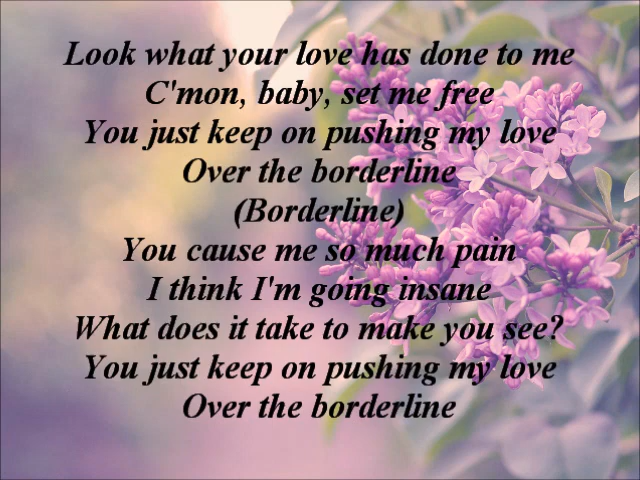 Look what your love has done to me
C'mon, baby, set me free
You just keep on pushing my love
Over the borderline
(Borderline)
You cause me so much pain
I think I'm going insane
What does it take to make you see?
You just keep on pushing my love
Over the borderline